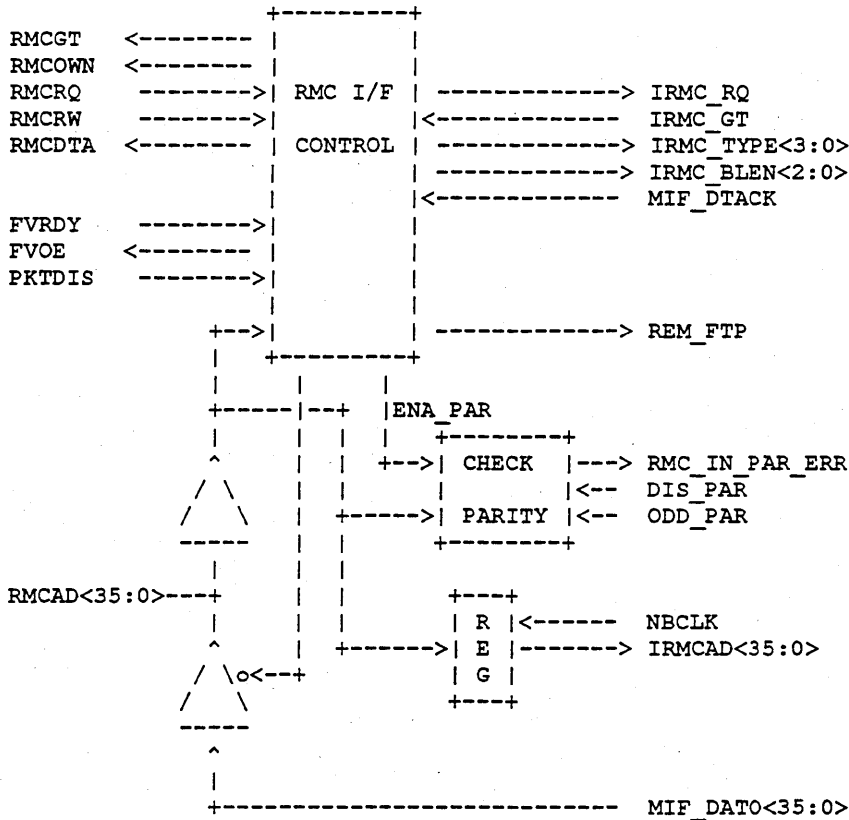 RMCGT
RMCOWN
RMCRQ RMC I/F IRMC_RQ
RMCRW IRMC_GT
RMCDTA CONTROL IRMC_TYPE<3:0>
IRMC_BLEN<2:0>
MIF_DTACK
FVRDY
FVOE
PKTDIS
REM_FTP
ENA_PAR
CHECK RMC_IN_PAR_ERR
DIS_PAR
PARITY ODD_PAR
RMCAD<35:0>
R NBCLK
E IRMCAD<35:0>
G
MIF_DATO<35:0>